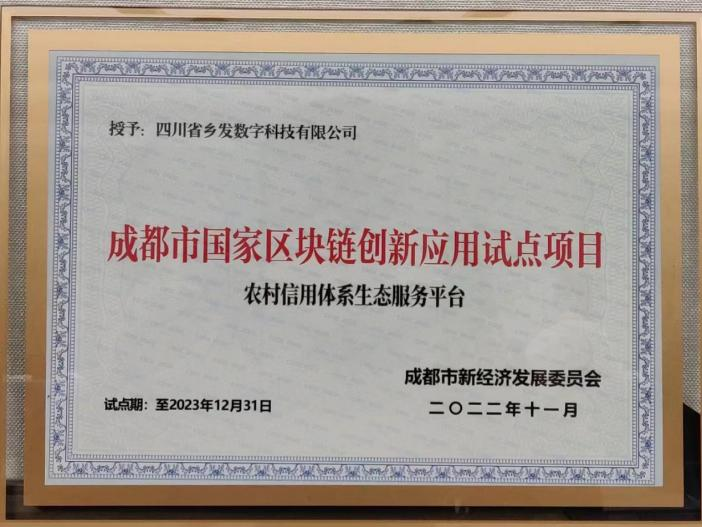 授予：四川省乡发数字科技有限公司
成都市国家区块链创新应用试点项目
农村信用体系生态服务平台
成都市新经济发展委员会
试点期：至2023年12月31日
二〇二二年十一月